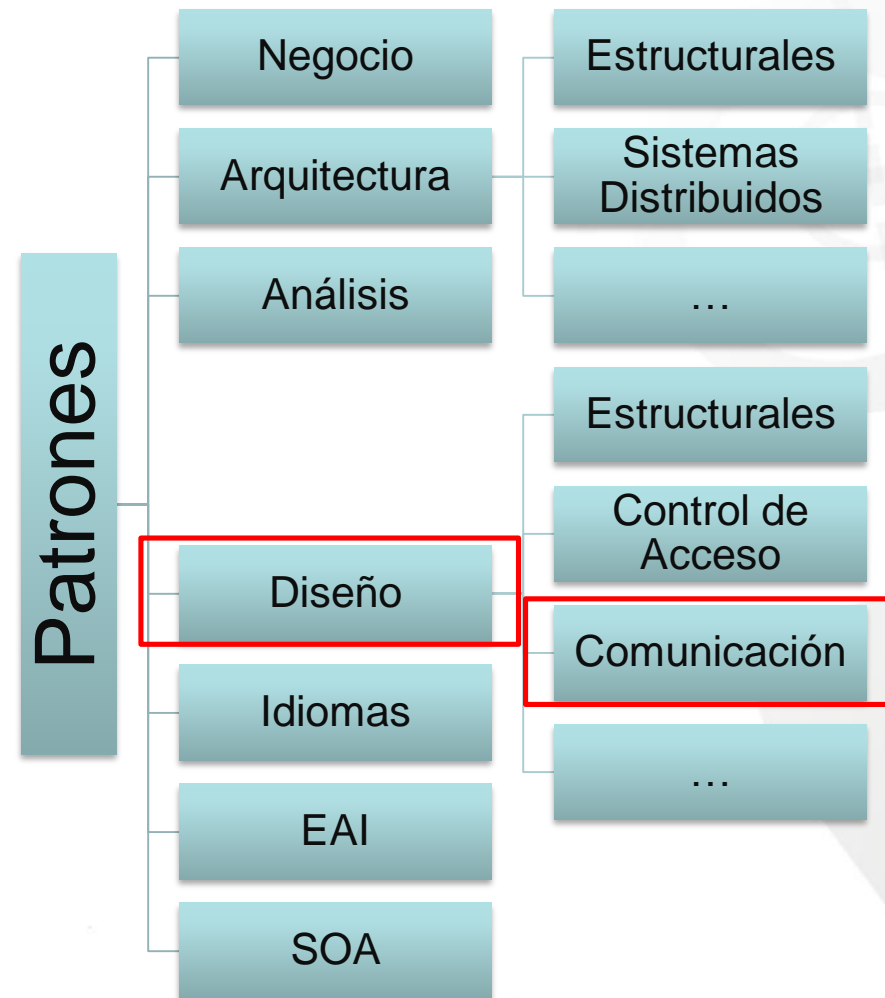 Patrones
Negocio
Arquitectura
Análisis
Diseño
Idiomas
EAI
SOA
Estructurales
Sistemas
Distribuidos
...
Estructurales
Control de
Acceso
Comunicación
...